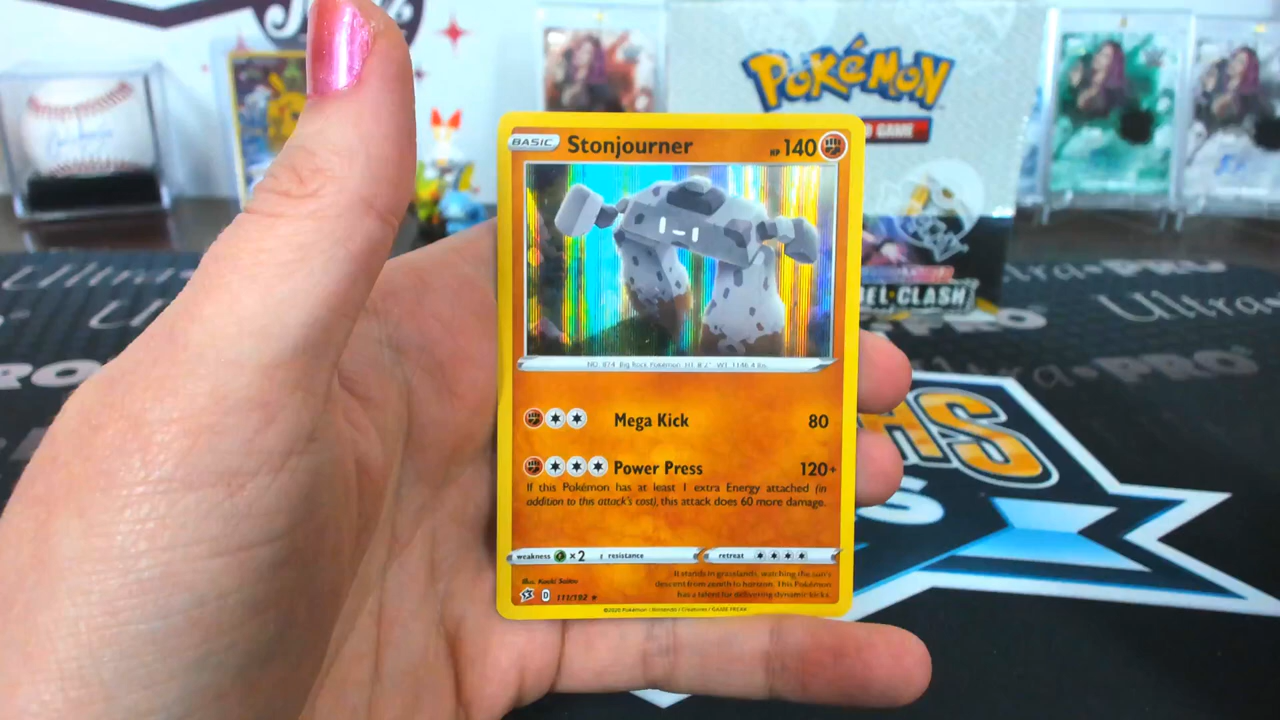 POKéMON
GAME
BASIC Stonjourner HP 140
NO. 874 Big Rock Pokémon HT: 8'2" WT: 1146.4 lbs.
Mega Kick 80
Power Press 120+
If this Pokémon has at least 1 extra Energy attached (in
addition to this attack's cost), this attack does 60 more damage.
weakness ×2 resistance retreat
Illus. Kouki Saitou
It stands in grasslands, watching the sun's
descent from zenith to horizon. This Pokémon
has a talent for delivering dynamic kicks.
D 111/192 ★
©2020 Pokémon / Nintendo / Creatures / GAME FREAK
CLASH
Ultra•PRO
Ultra
PRO